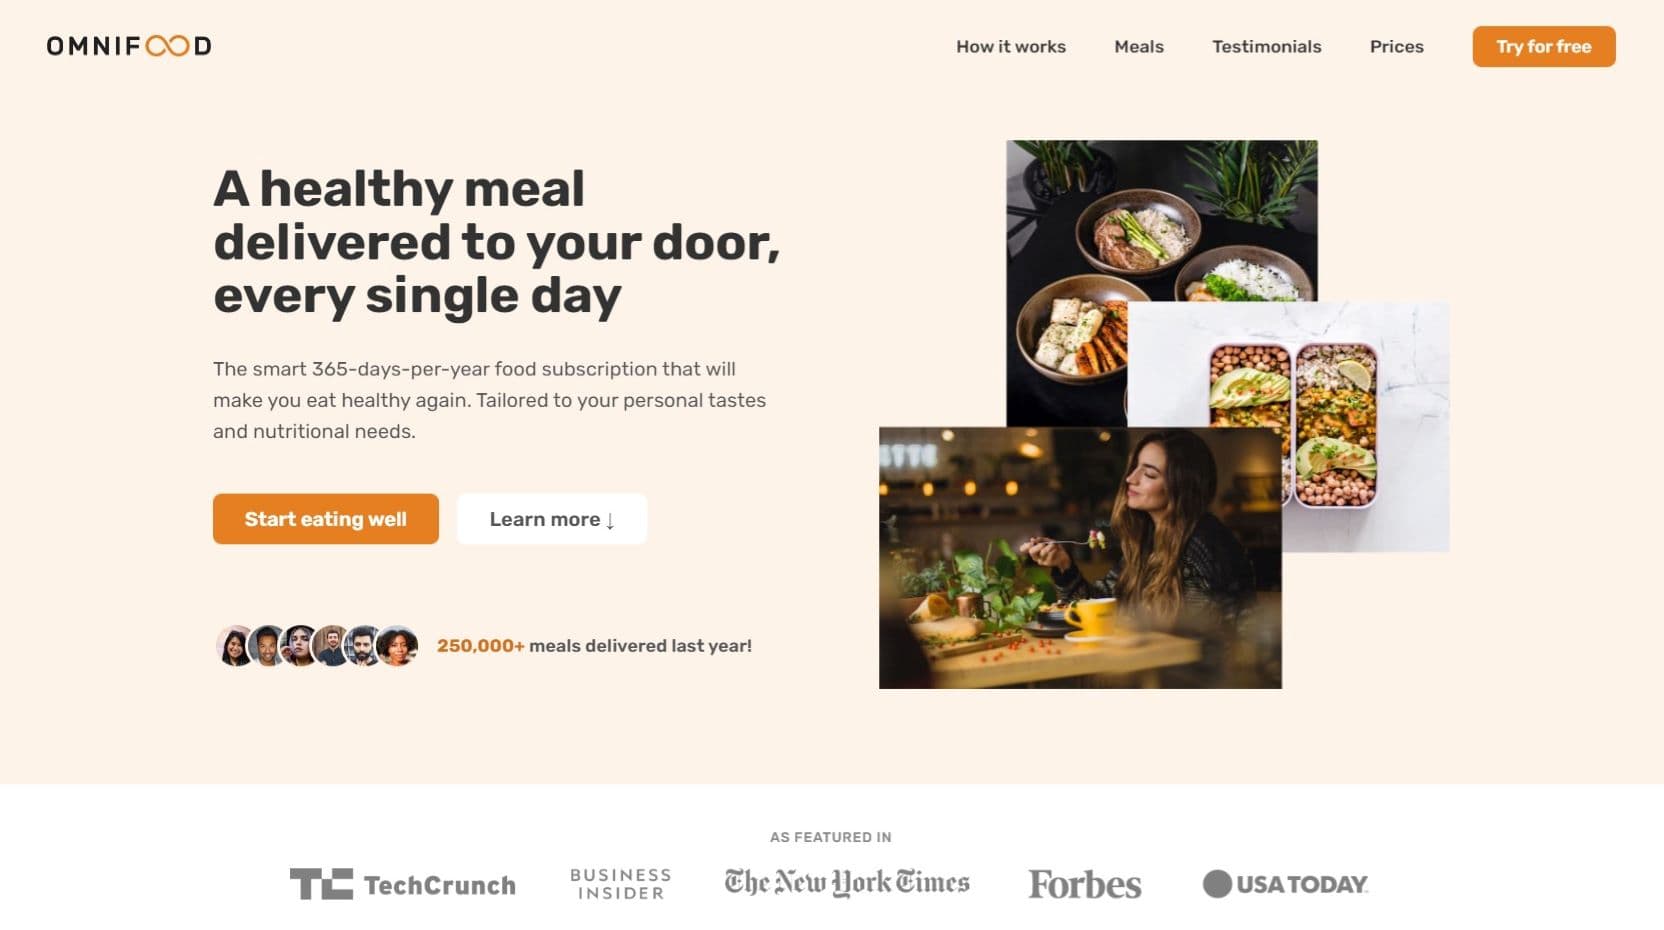 OMNIFOOD
How it works
Meals
Testimonials
Prices
Try for free
A healthy meal
delivered to your door,
every single day
The smart 365-days-per-year food subscription that will
make you eat healthy again. Tailored to your personal tastes
and nutritional needs.
Start eating well
Learn more ↓
250,000+ meals delivered last year!
AS FEATURED IN
TC TechCrunch
BUSINESS
INSIDER
The New York Times
Forbes
USA TODAY